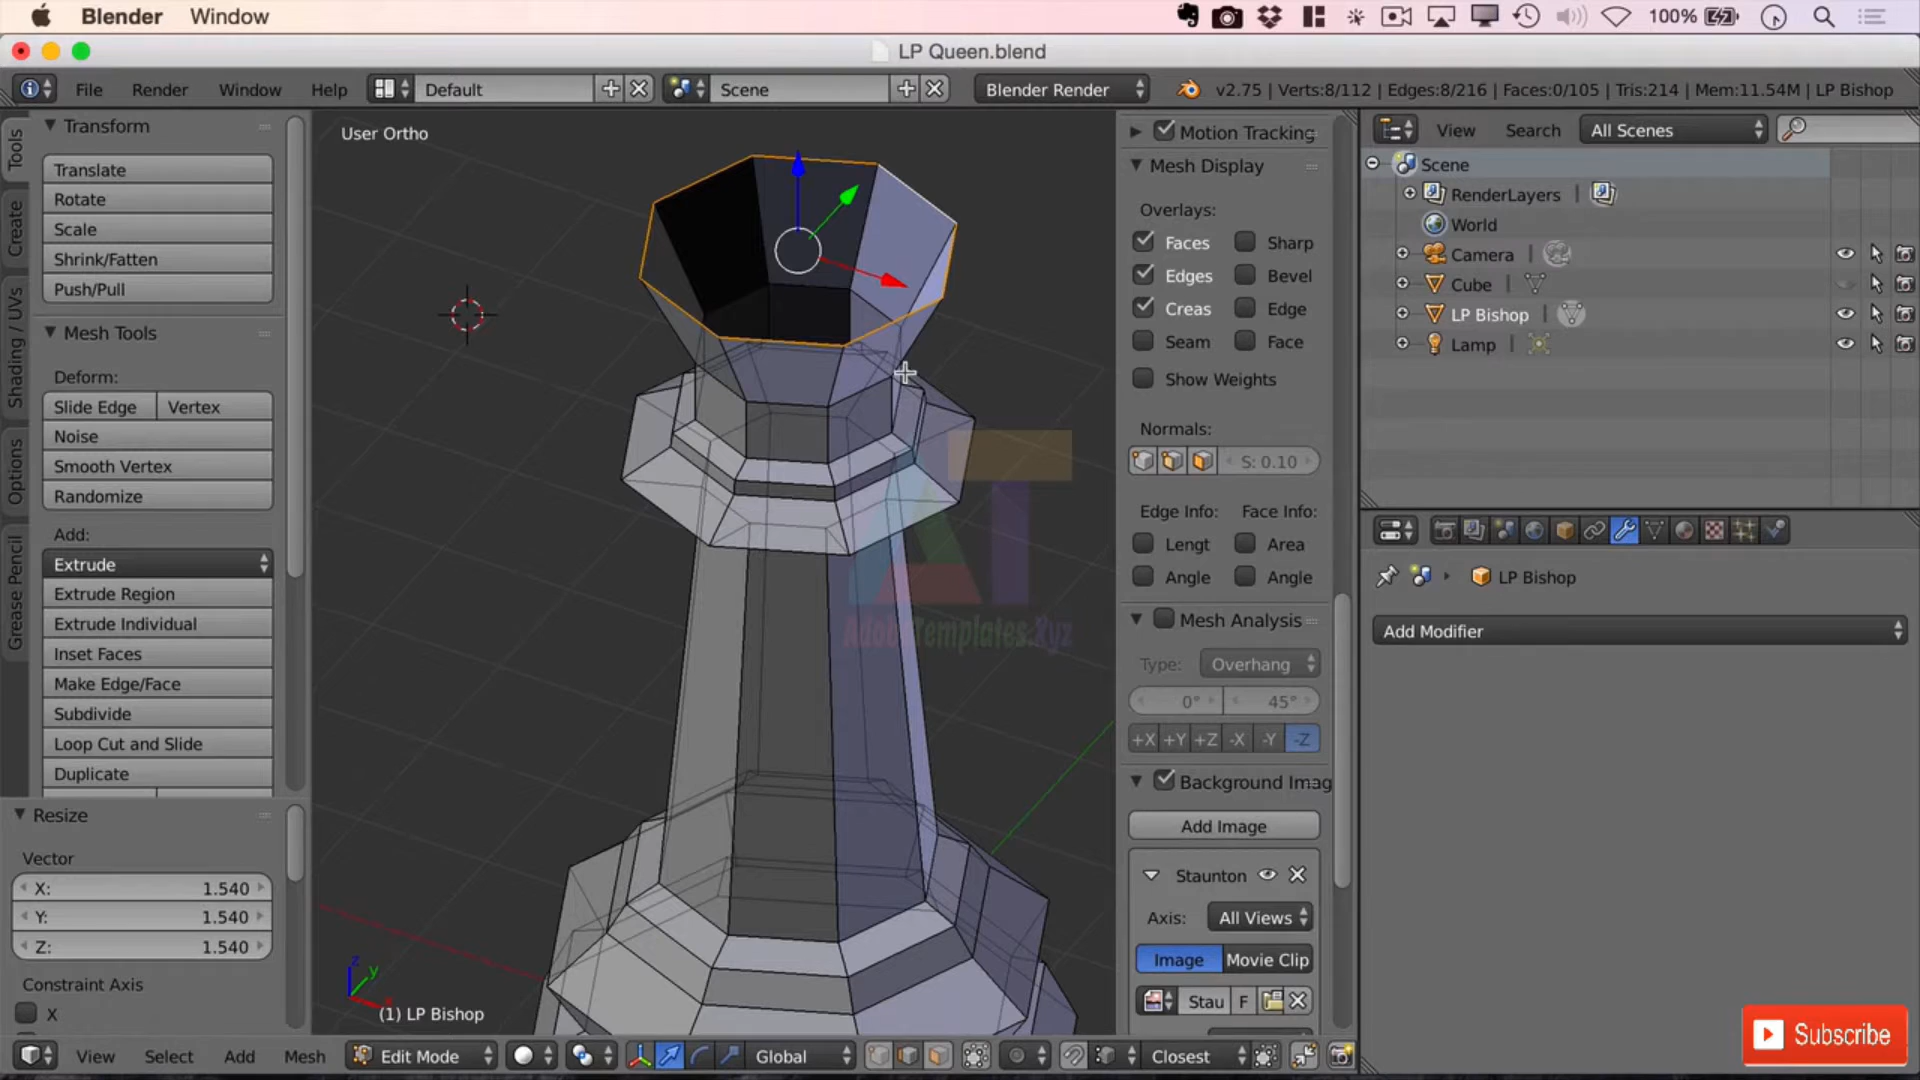 Blender Window 100%
LP Queen.blend
File Render Window Help Default Scene Blender Render v2.75 | Verts:8/112 | Edges:8/216 | Faces:0/105 | Tris:214 | Mem:11.54M | LP Bishop
Tools
Create
Shading / UVs
Options
Grease Pencil
Transform
Translate
Rotate
Scale
Shrink/Fatten
Push/Pull
Mesh Tools
Deform:
Slide Edge Vertex
Noise
Smooth Vertex
Randomize
Add:
Extrude
Extrude Region
Extrude Individual
Inset Faces
Make Edge/Face
Subdivide
Loop Cut and Slide
Duplicate
Resize
Vector
X: 1.540
Y: 1.540
Z: 1.540
Constraint Axis
X
User Ortho
AT
AdobeTemplates.Xyz
z
y
x
(1) LP Bishop
Motion Tracking
Mesh Display
Overlays:
Faces Sharp
Edges Bevel
Creas Edge
Seam Face
Show Weights
Normals:
S: 0.10
Edge Info: Face Info:
Lengt Area
Angle Angle
Mesh Analysis
Type: Overhang
0° 45°
+X +Y +Z -X -Y -Z
Background Imag
Add Image
Staunton
Axis: All Views
Image Movie Clip
Stau F
View Search All Scenes
Scene
RenderLayers
World
Camera
Cube
LP Bishop
Lamp
LP Bishop
Add Modifier
Subscribe
View Select Add Mesh Edit Mode Global Closest